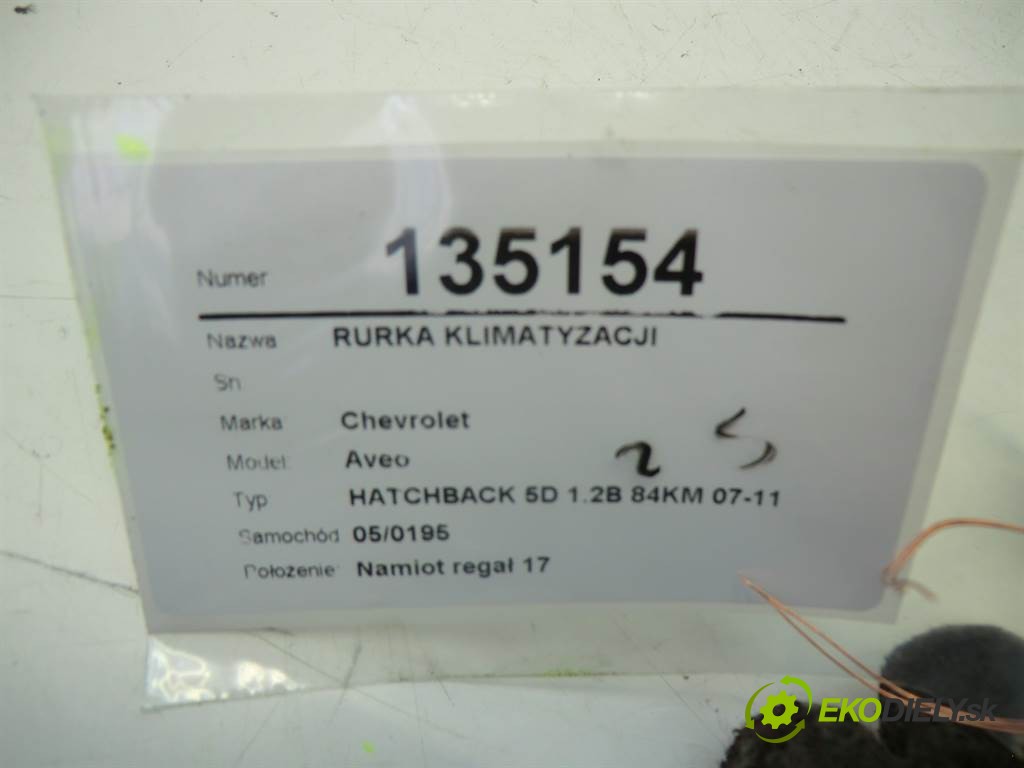 Numer 135154
Nazwa RURKA KLIMATYZACJI
Sn
Marka: Chevrolet
Model: Aveo
Typ HATCHBACK 5D 1.2B 84KM 07-11
Samochód 05/0195
Położenie: Namiot regał 17
EKODIELY.sk